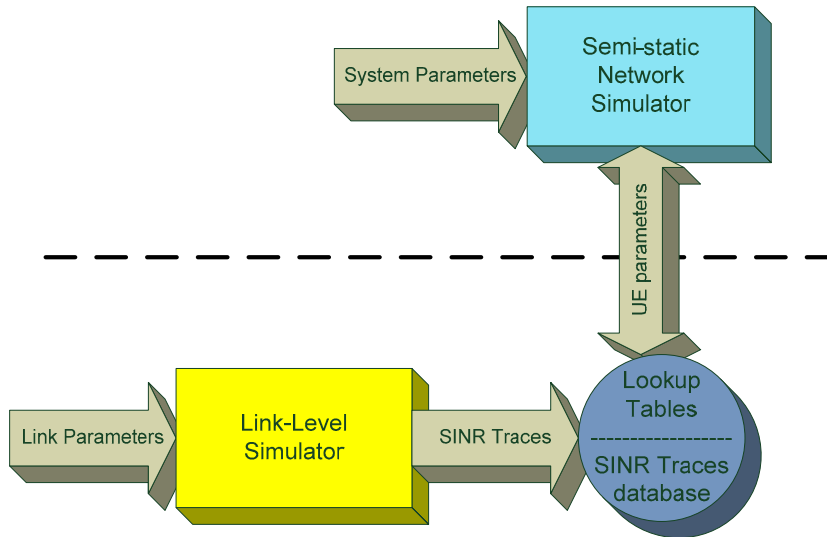 System Parameters
Semi-static
Network
Simulator
UE parameters
Link Parameters
Link-Level
Simulator
SINR Traces
Lookup
Tables
-------------------
SINR Traces
database